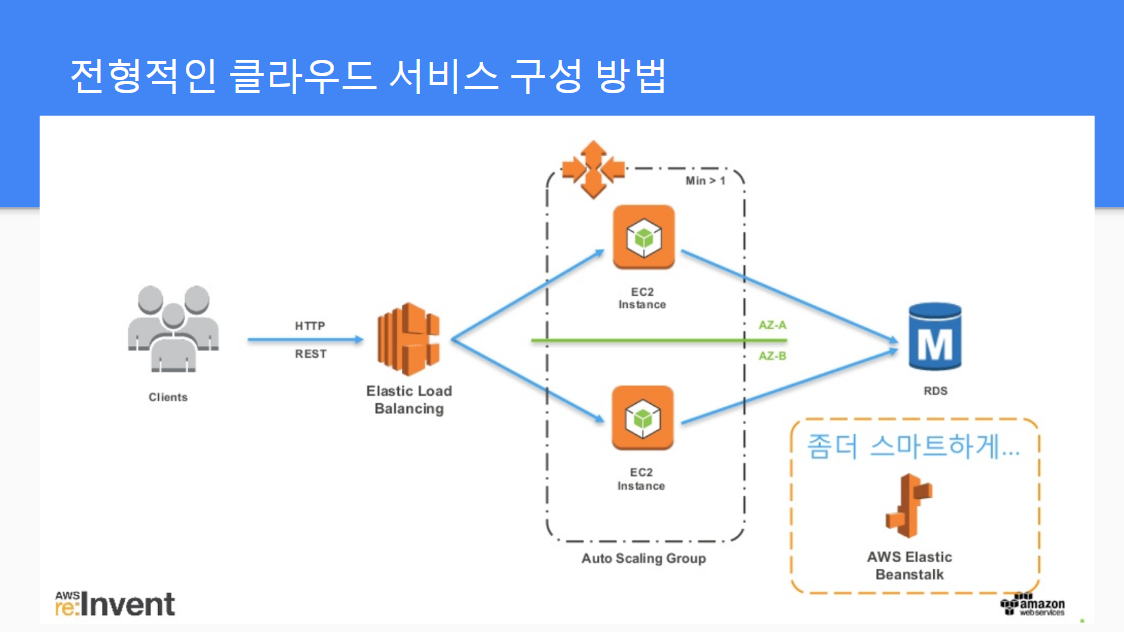 전형적인 클라우드 서비스 구성 방법
Min > 1
EC2
Instance
HTTP
REST
Clients
Elastic Load
Balancing
AZ-A
AZ-B
M
RDS
EC2
Instance
Auto Scaling Group
좀더 스마트하게...
AWS Elastic
Beanstalk
AWS
re:Invent
amazon
web services